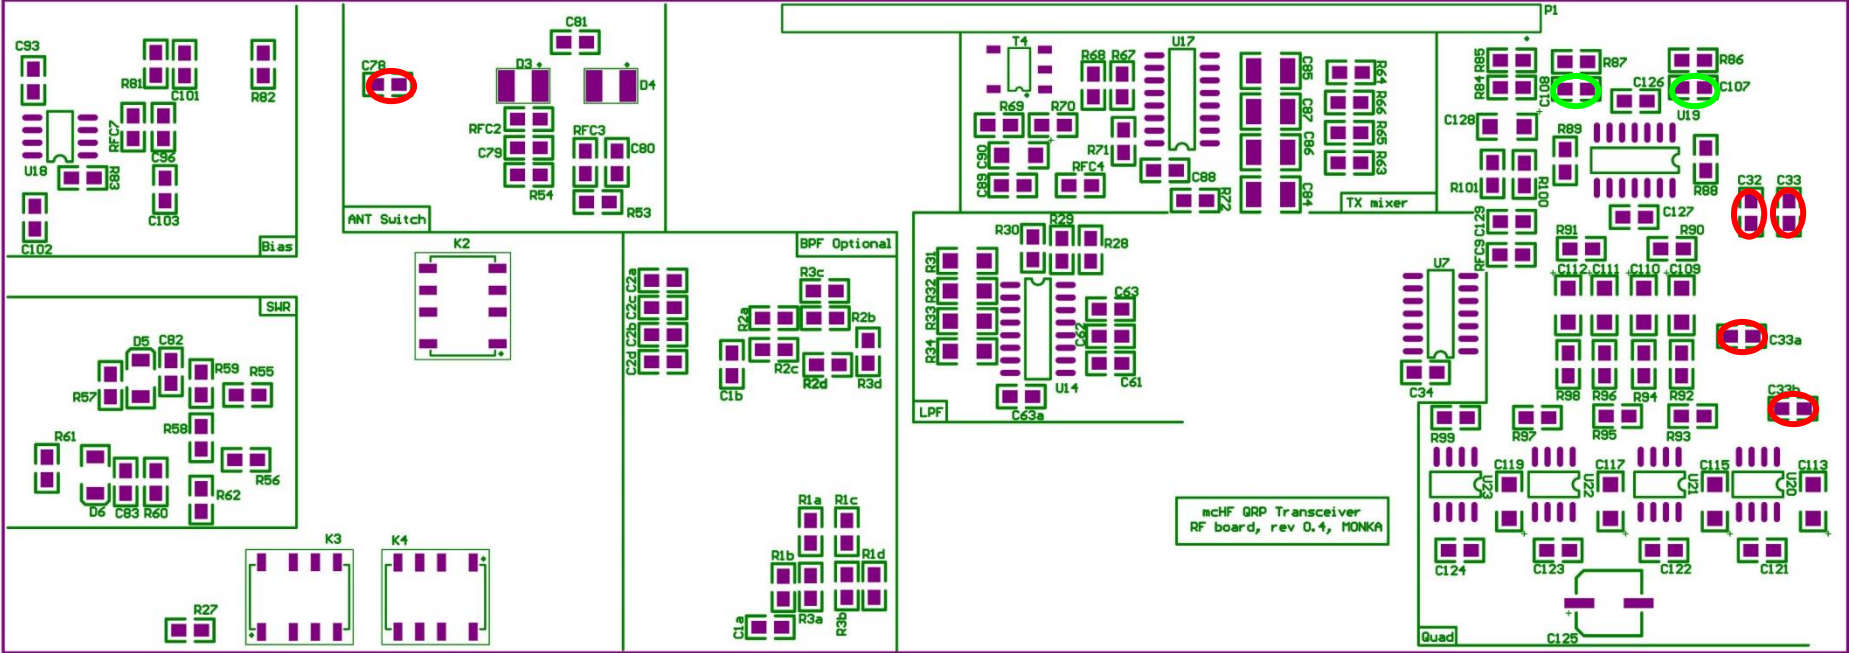 P1
C93
R81
C101
R82
U18
RFC7
C96
R83
C103
C102
Bias
C78
C81
D3
D4
RFC2
C79
R54
RFC3
C80
R53
ANT Switch
T4
R68
R67
U17
C85
C87
C86
C84
R64
R66
R65
R63
R69
R70
R71
C90
C89
RFC4
C88
R72
TX mixer
R85
R84
R87
C108
C126
R86
C107
U19
C128
R89
R101
R100
R88
C32
C33
C129
C127
RFC9
R91
R90
K2
BPF Optional
C2a
C2c
C2b
C2d
R3c
R2a
R2b
R2c
R2d
R3d
C1b
R30
R29
R28
R31
R32
R33
R34
C63
C62
C61
U14
C63a
LPF
U7
C34
C112
C111
C110
C109
R98
R96
R94
R92
C33a
C33b
SWR
D5
C82
R59
R55
R57
R58
R61
R56
D6
C83
R60
R62
R99
R97
R95
R93
C119
C117
C115
C113
U23
U22
U21
U20
C124
C123
C122
C121
mcHF QRP Transceiver
RF board, rev 0.4, M0NKA
K3
K4
R27
R1a
R1c
R1b
R1d
R3a
R3b
C1a
Quad
C125